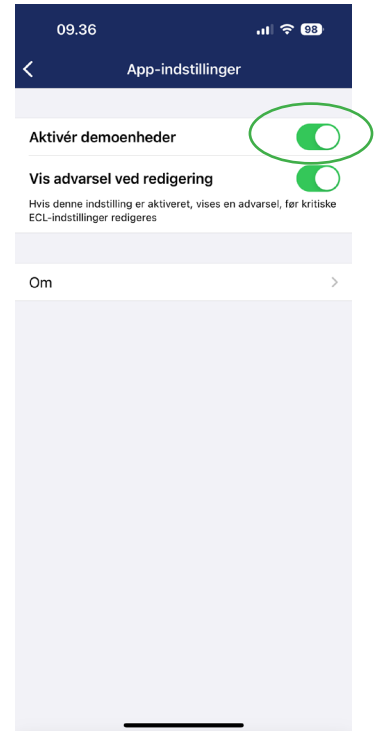 09.36
98
App-indstillinger
Aktivér demoenheder
Vis advarsel ved redigering
Hvis denne indstilling er aktiveret, vises en advarsel, før kritiske
ECL-indstillinger redigeres
Om